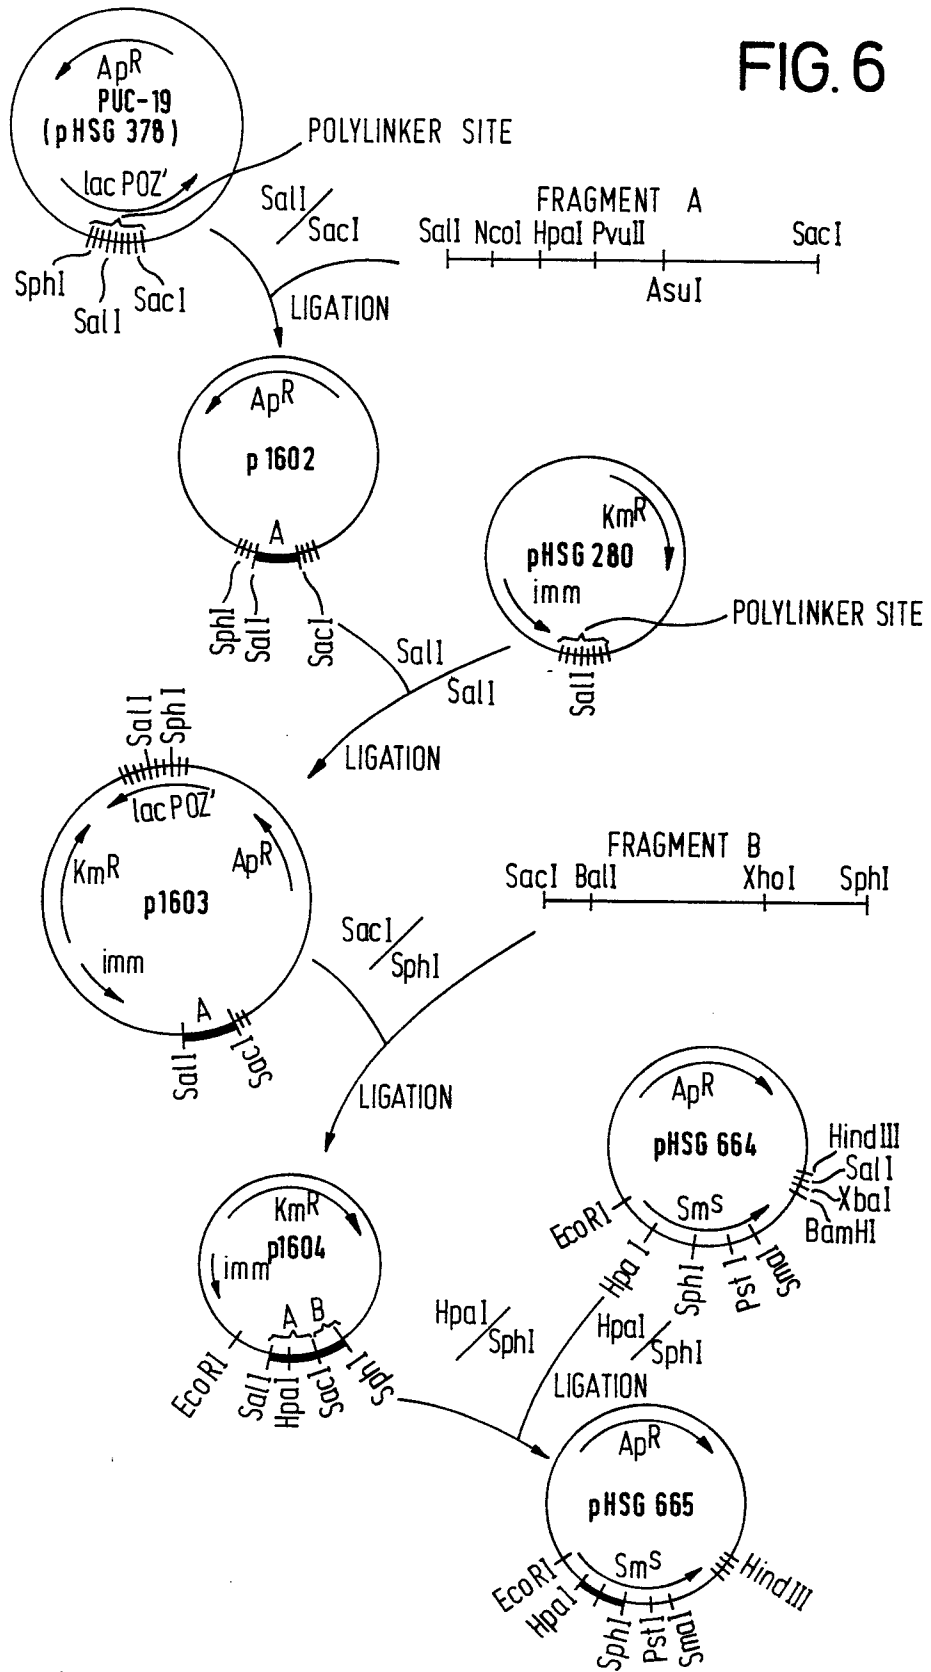 FIG. 6
ApR
PUC-19
(pHSG 378)
lac POZ'
POLYLINKER SITE
SphI
SalI
SacI
SalI
SacI
LIGATION
FRAGMENT A
SalI NcoI HpaI PvuII SacI
AsuI
ApR
p1602
A
SphI
SalI
SacI
KmR
pHSG 280
imm
POLYLINKER SITE
SalI
SalI
SalI
LIGATION
SalI
SphI
lac POZ'
KmR
ApR
p1603
imm
A
SalI
SacI
FRAGMENT B
SacI BalI XhoI SphI
SacI
SphI
LIGATION
KmR
p1604
imm
A B
EcoRI
SalI
HpaI
SacI
SphI
ApR
pHSG 664
SmS
HindIII
SalI
XbaI
BamHI
EcoRI
HpaI
SphI
PstI
SmaI
HpaI
SphI
HpaI
SphI
LIGATION
ApR
pHSG 665
SmS
EcoRI
HpaI
SphI
PstI
SmaI
HindIII